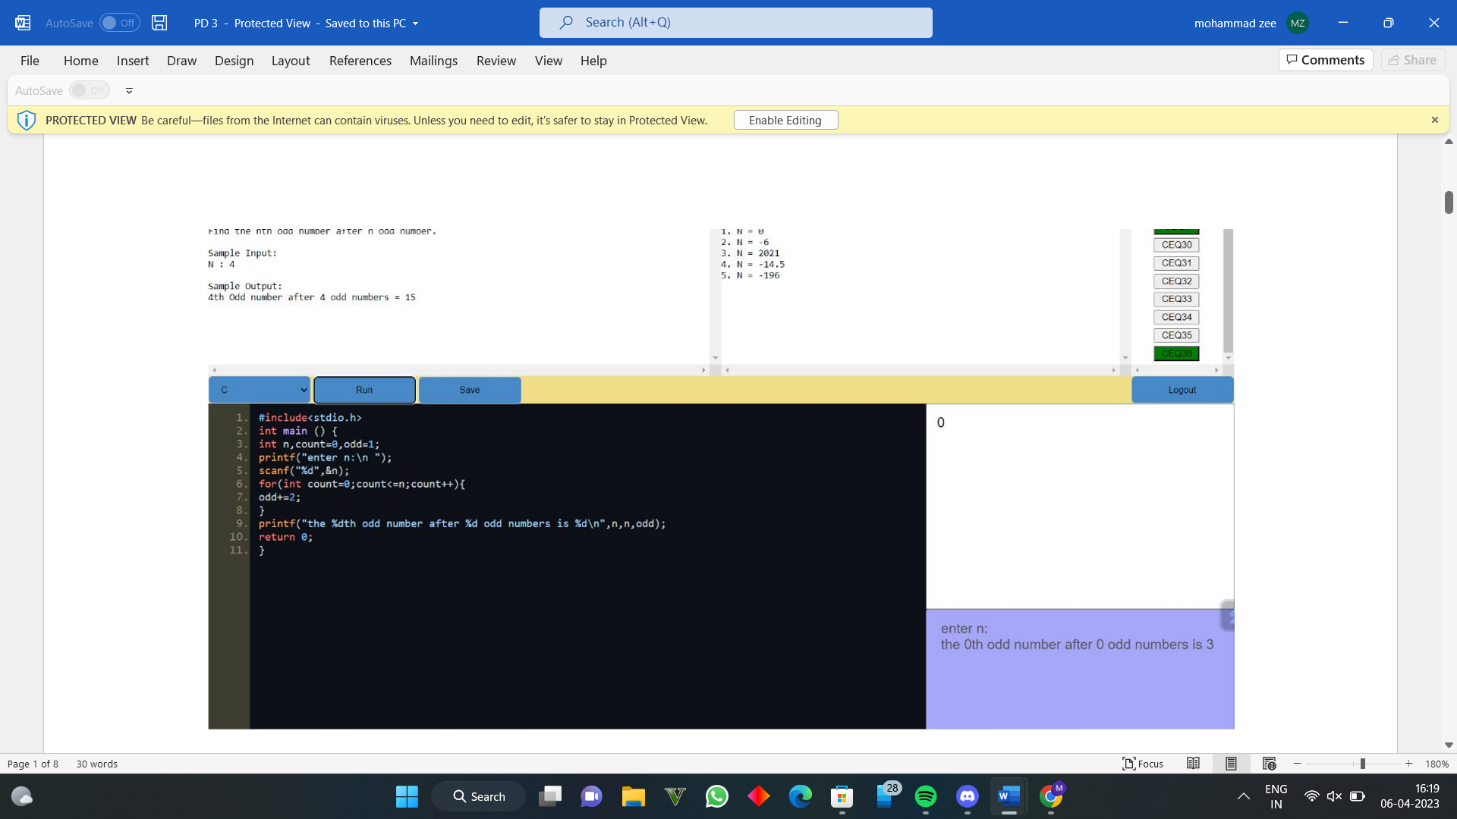 AutoSave Off PD 3 - Protected View - Saved to this PC Search (Alt+Q) mohammad zee MZ
File Home Insert Draw Design Layout References Mailings Review View Help Comments Share
AutoSave Off
PROTECTED VIEW Be careful—files from the Internet can contain viruses. Unless you need to edit, it's safer to stay in Protected View. Enable Editing
Find the nth odd number after n odd number.
Sample Input:
N : 4
Sample Output:
4th Odd number after 4 odd numbers = 15
1. N = 0
2. N = -6
3. N = 2021
4. N = -14.5
5. N = -196
CEQ30
CEQ31
CEQ32
CEQ33
CEQ34
CEQ35
CEQ36
C Run Save Logout
1. #include<stdio.h>
2. int main () {
3. int n,count=0,odd=1;
4. printf("enter n:\n ");
5. scanf("%d",&n);
6. for(int count=0;count<=n;count++){
7. odd+=2;
8. }
9. printf("the %dth odd number after %d odd numbers is %d\n",n,n,odd);
10. return 0;
11. }
0
enter n:
the 0th odd number after 0 odd numbers is 3
Page 1 of 8 30 words Focus 180%
Search 28 M ENG IN 16:19 06-04-2023